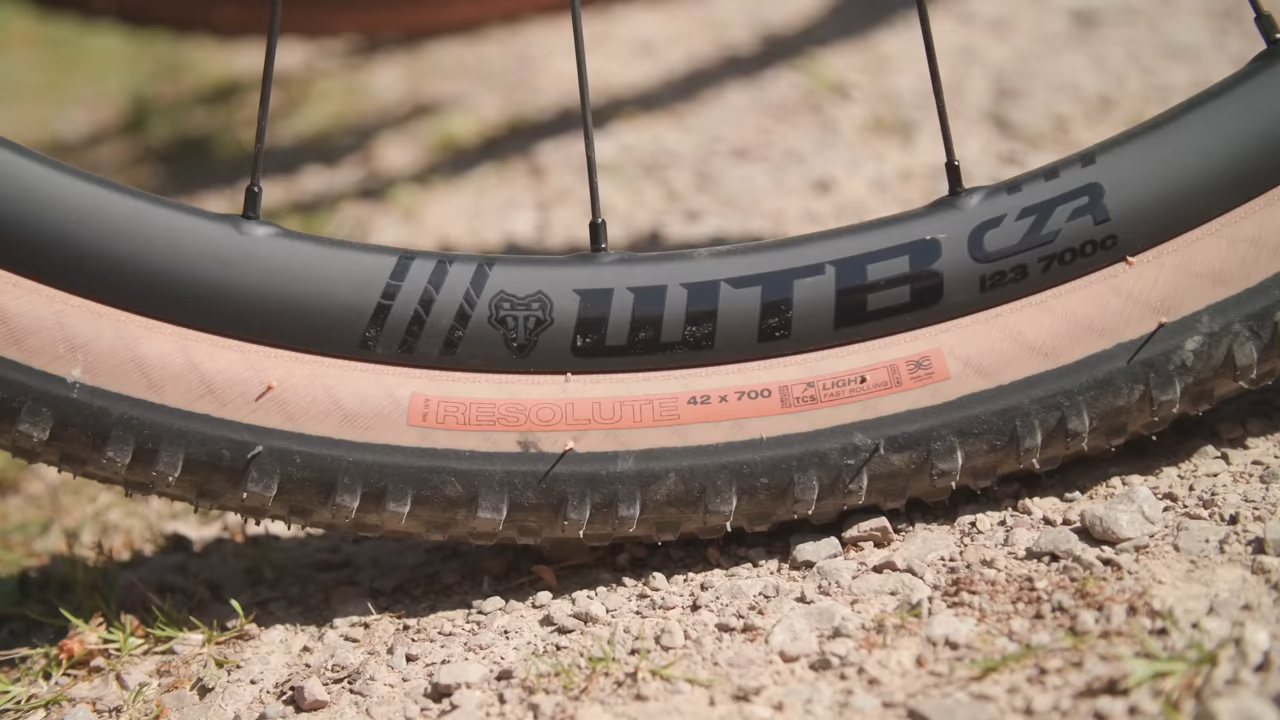 WTB CZR
i23 700c
RESOLUTE 42 x 700 TCS LIGHT
FAST ROLLING